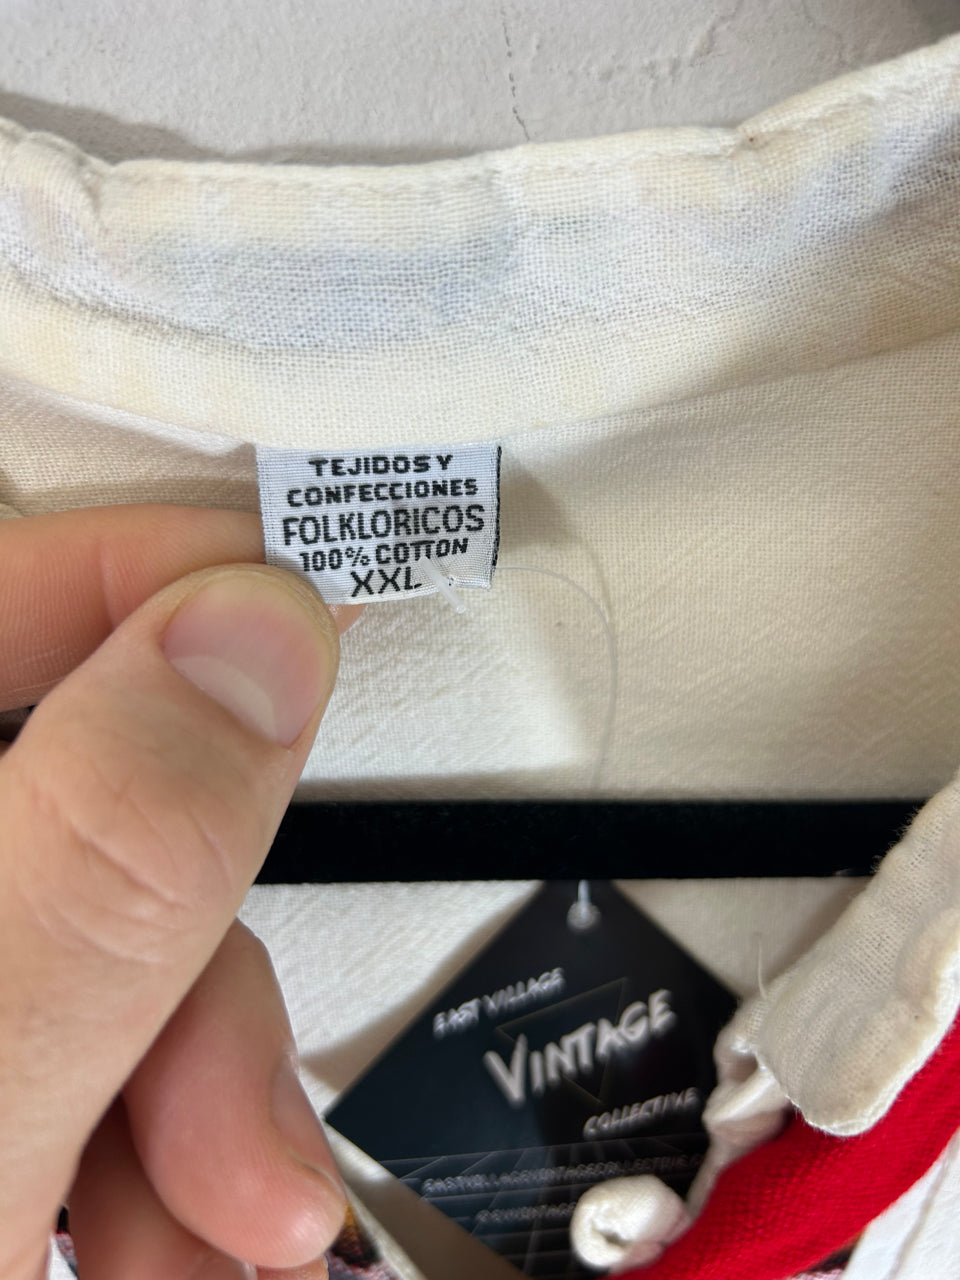 TEJIDOS Y
CONFECCIONES
FOLKLORICOS
100% COTTON
XXL
EAST VILLAGE
VINTAGE
COLLECTIVE